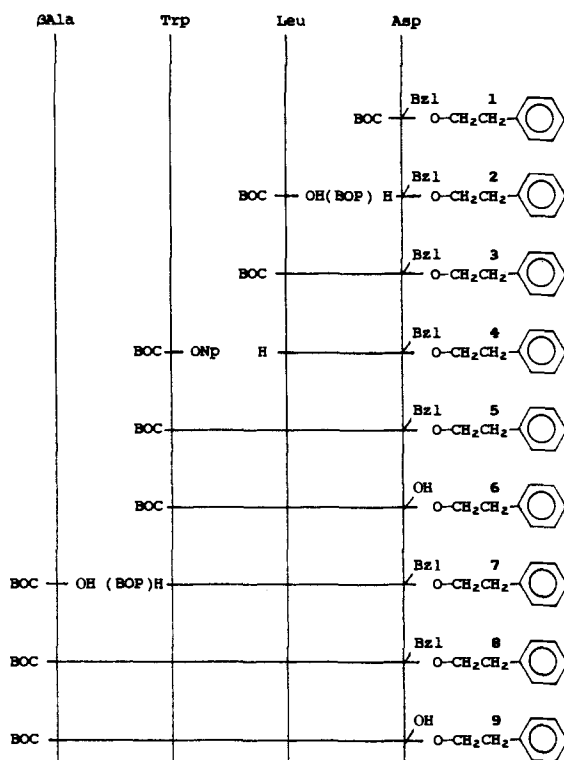 βAla Trp Leu Asp
Bzl 1
BOC O—CH₂CH₂
Bzl 2
BOC OH(BOP) H O—CH₂CH₂
Bzl 3
BOC O—CH₂CH₂
Bzl 4
BOC ONp H O—CH₂CH₂
Bzl 5
BOC O—CH₂CH₂
OH 6
BOC O—CH₂CH₂
Bzl 7
BOC OH (BOP)H O—CH₂CH₂
Bzl 8
BOC O—CH₂CH₂
OH 9
BOC O—CH₂CH₂